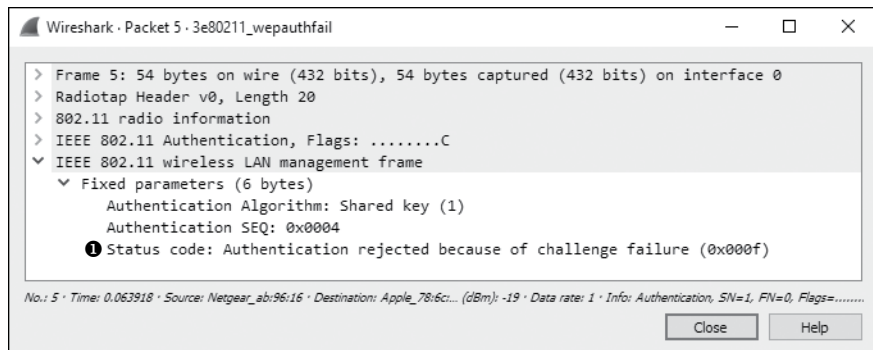 Wireshark · Packet 5 · 3e80211_wepauthfail
Frame 5: 54 bytes on wire (432 bits), 54 bytes captured (432 bits) on interface 0
Radiotap Header v0, Length 20
802.11 radio information
IEEE 802.11 Authentication, Flags: ........C
IEEE 802.11 wireless LAN management frame
Fixed parameters (6 bytes)
Authentication Algorithm: Shared key (1)
Authentication SEQ: 0x0004
❶ Status code: Authentication rejected because of challenge failure (0x000f)
No.: 5 · Time: 0.063918 · Source: Netgear_ab:96:16 · Destination: Apple_78:6c:... (dBm): -19 · Data rate: 1 · Info: Authentication, SN=1, FN=0, Flags=........
Close Help